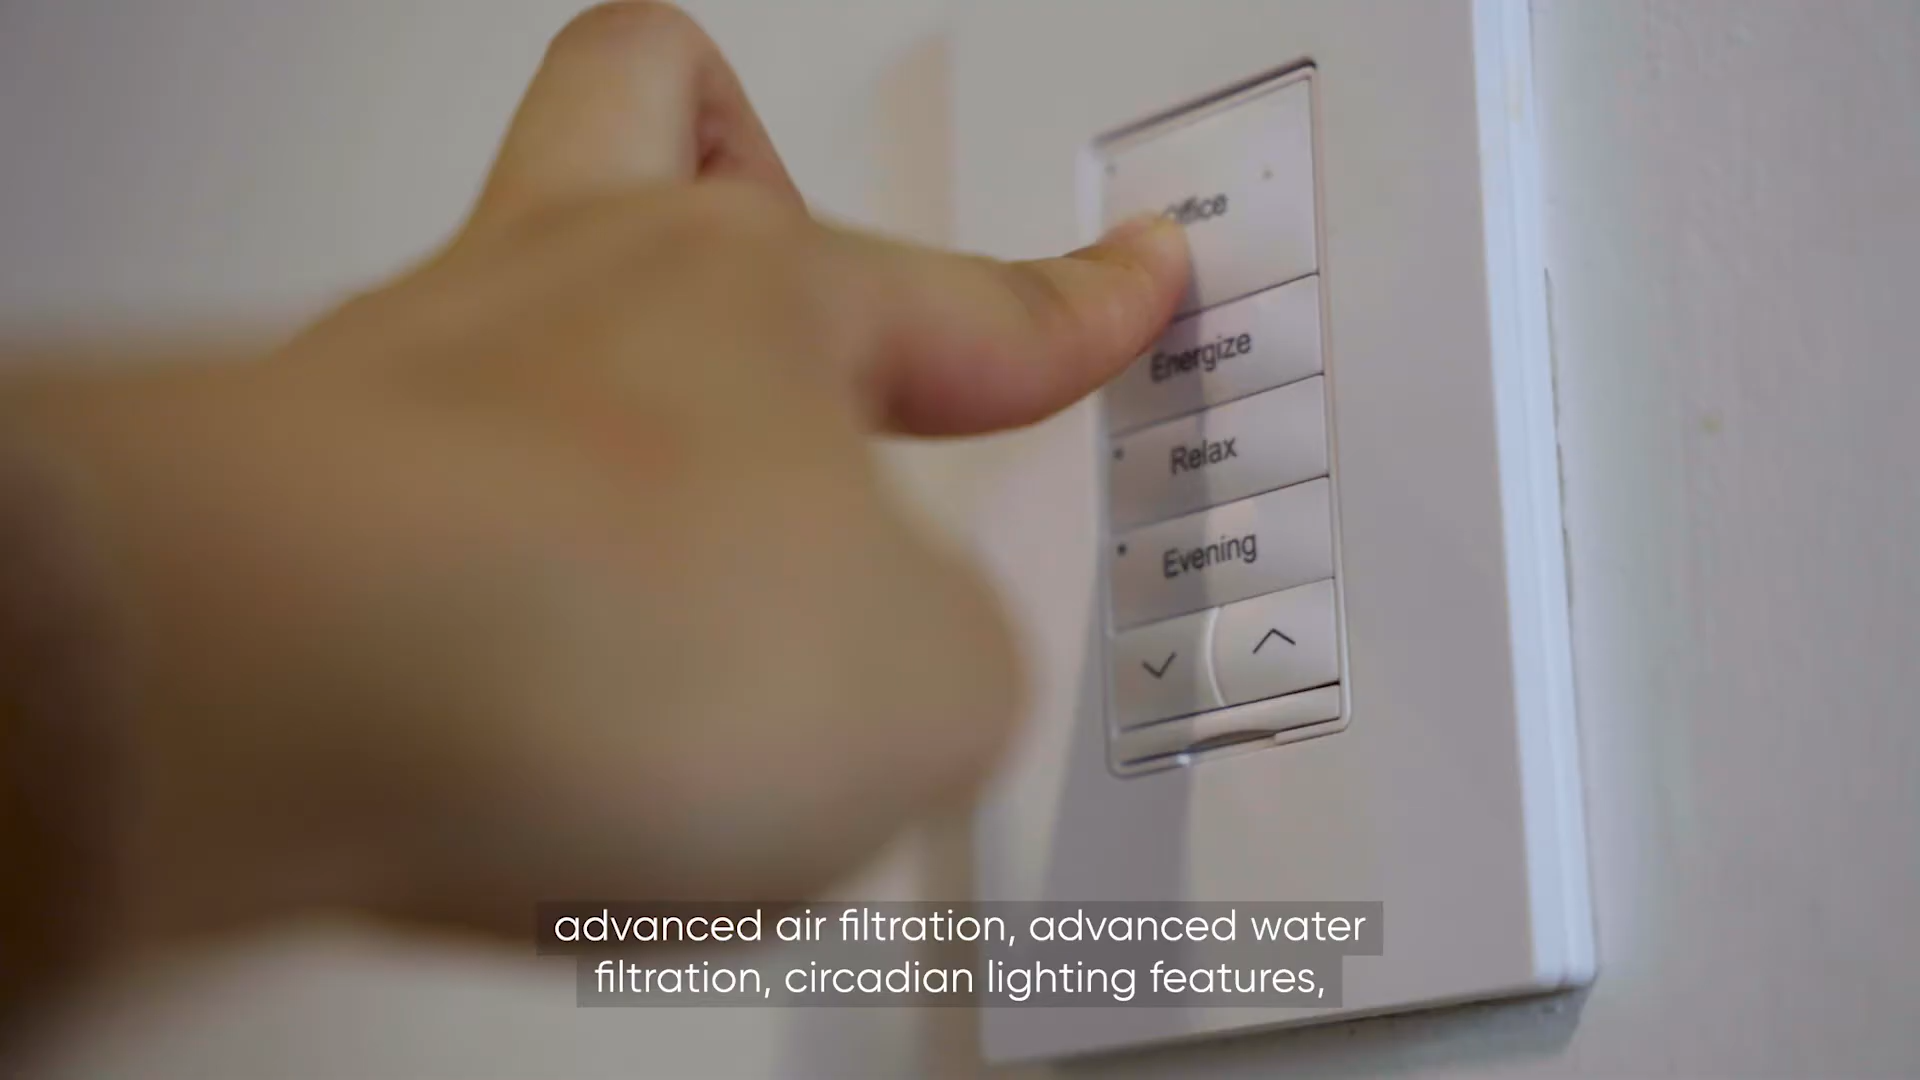 Office
Energize
Relax
Evening
advanced air filtration, advanced water
filtration, circadian lighting features,